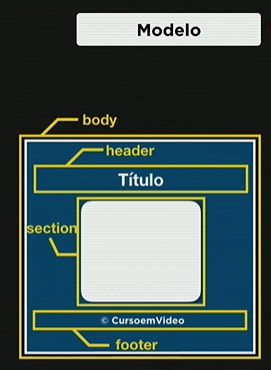 Modelo
body
header
Título
section
© CursoemVideo
footer